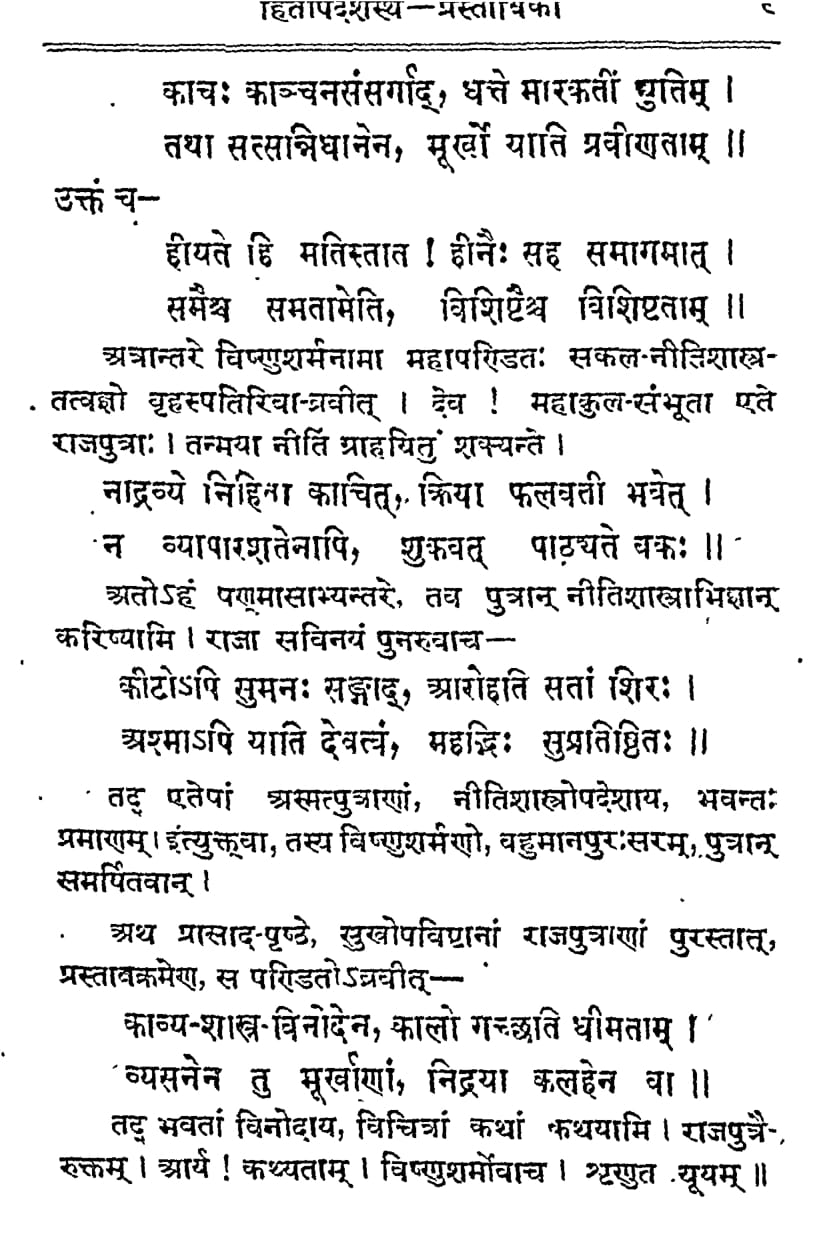 हितोपदेशस्य—प्रस्ताविका
काचः काञ्चनसंसर्गाद्, धत्ते मारकतीं द्युतिम् ।
तथा सत्सन्निधानेन, मूर्खो याति प्रवीणताम् ॥
उक्तं च—
हीयते हि मतिस्तात ! हीनैः सह समागमात् ।
समैश्च समतामेति, विशिष्टैश्च विशिष्टताम् ॥
अत्रान्तरे विष्णुशर्मनामा महापण्डितः सकल-नीतिशास्त्र-
तत्वज्ञो वृहस्पतिरिवा-व्रवीत् । देव ! महाकुल-संभूता एते
राजपुत्राः । तन्मया नीतिं ग्राहयितुं शक्यन्ते ।
नाद्रव्ये निहिता काचित्, क्रिया फलवती भवेत् ।
न व्यापारशतेनापि, शुकवत् पाठ्यते वकः ॥
अतोऽहं षण्मासाभ्यन्तरे, तव पुत्रान् नीतिशास्त्राभिज्ञान्
करिष्यामि । राजा सविनयं पुनरुवाच—
कीटोऽपि सुमनः सङ्गाद्, आरोहति सतां शिरः ।
अश्माऽपि याति देवत्वं, महद्भिः सुप्रतिष्ठितः ॥
तद् एतेषां अस्मत्पुत्राणां, नीतिशास्त्रोपदेशाय, भवन्तः
प्रमाणम् । इत्युक्त्वा, तस्य विष्णुशर्मणो, वहुमानपुरःसरम्, पुत्रान्
समर्पितवान् ।
अथ प्रासाद-पृष्ठे, सुखोपविष्टानां राजपुत्राणां पुरस्तात्,
प्रस्तावक्रमेण, स पण्डितोऽव्रवीत्—
काव्य-शास्त्र-विनोदेन, कालो गच्छति धीमताम् ।
व्यसनेन तु मूर्खाणां, निद्रया कलहेन वा ॥
तद् भवतां विनोदाय, विचित्रां कथां कथयामि । राजपुत्रै-
रुक्तम् । आर्य ! कथ्यताम् । विष्णुशर्मोवाच । शृणुत यूयम् ॥